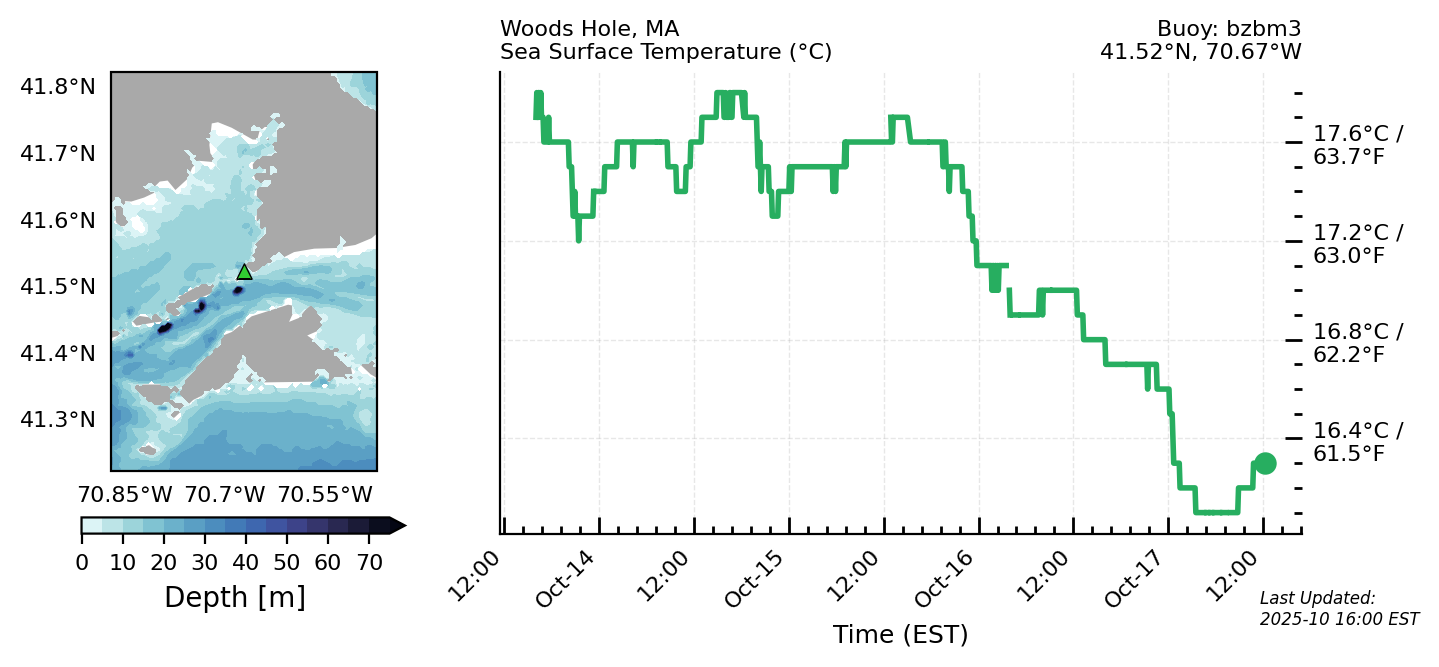 Woods Hole, MA
Sea Surface Temperature (°C)
Buoy: bzbm3
41.52°N, 70.67°W
41.8°N
41.7°N
41.6°N
41.5°N
41.4°N
41.3°N
70.85°W 70.7°W 70.55°W
0 10 20 30 40 50 60 70
Depth [m]
17.6°C /
63.7°F
17.2°C /
63.0°F
16.8°C /
62.2°F
16.4°C /
61.5°F
12:00 Oct-14 12:00 Oct-15 12:00 Oct-16 12:00 Oct-17 12:00
Time (EST)
Last Updated:
2025-10 16:00 EST